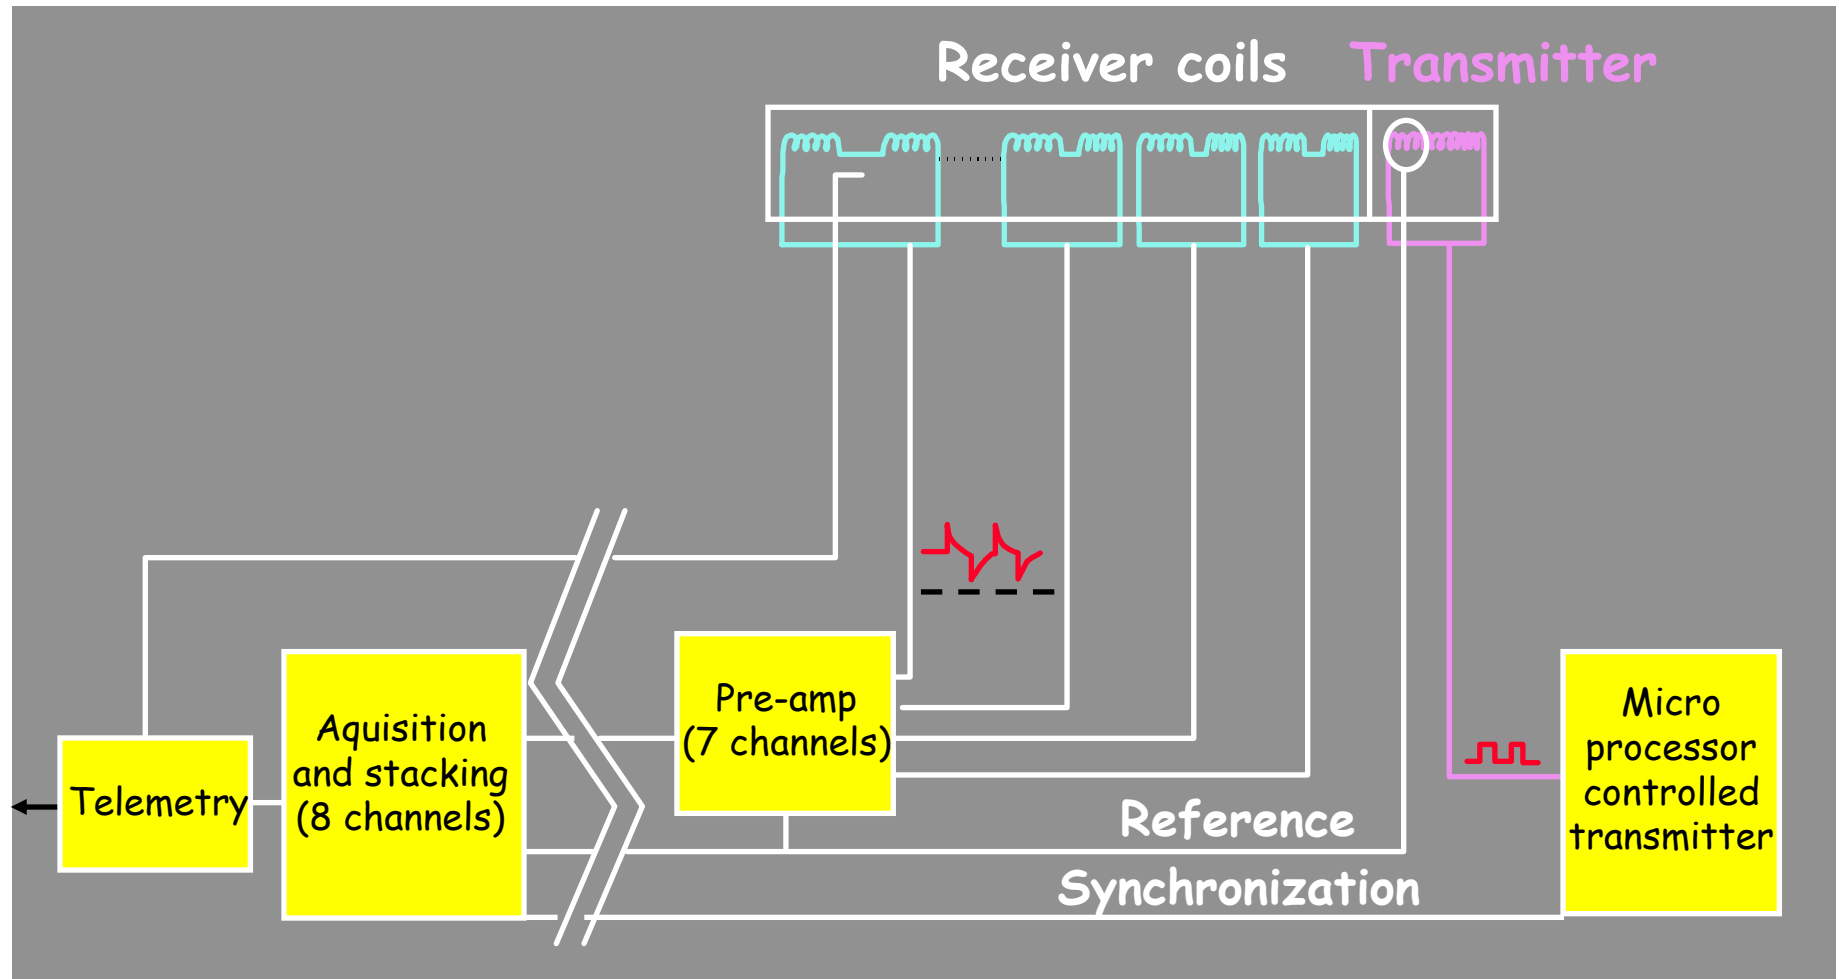 Receiver coils
Transmitter
Pre-amp
(7 channels)
Aquisition
and stacking
(8 channels)
Telemetry
Micro
processor
controlled
transmitter
Reference
Synchronization